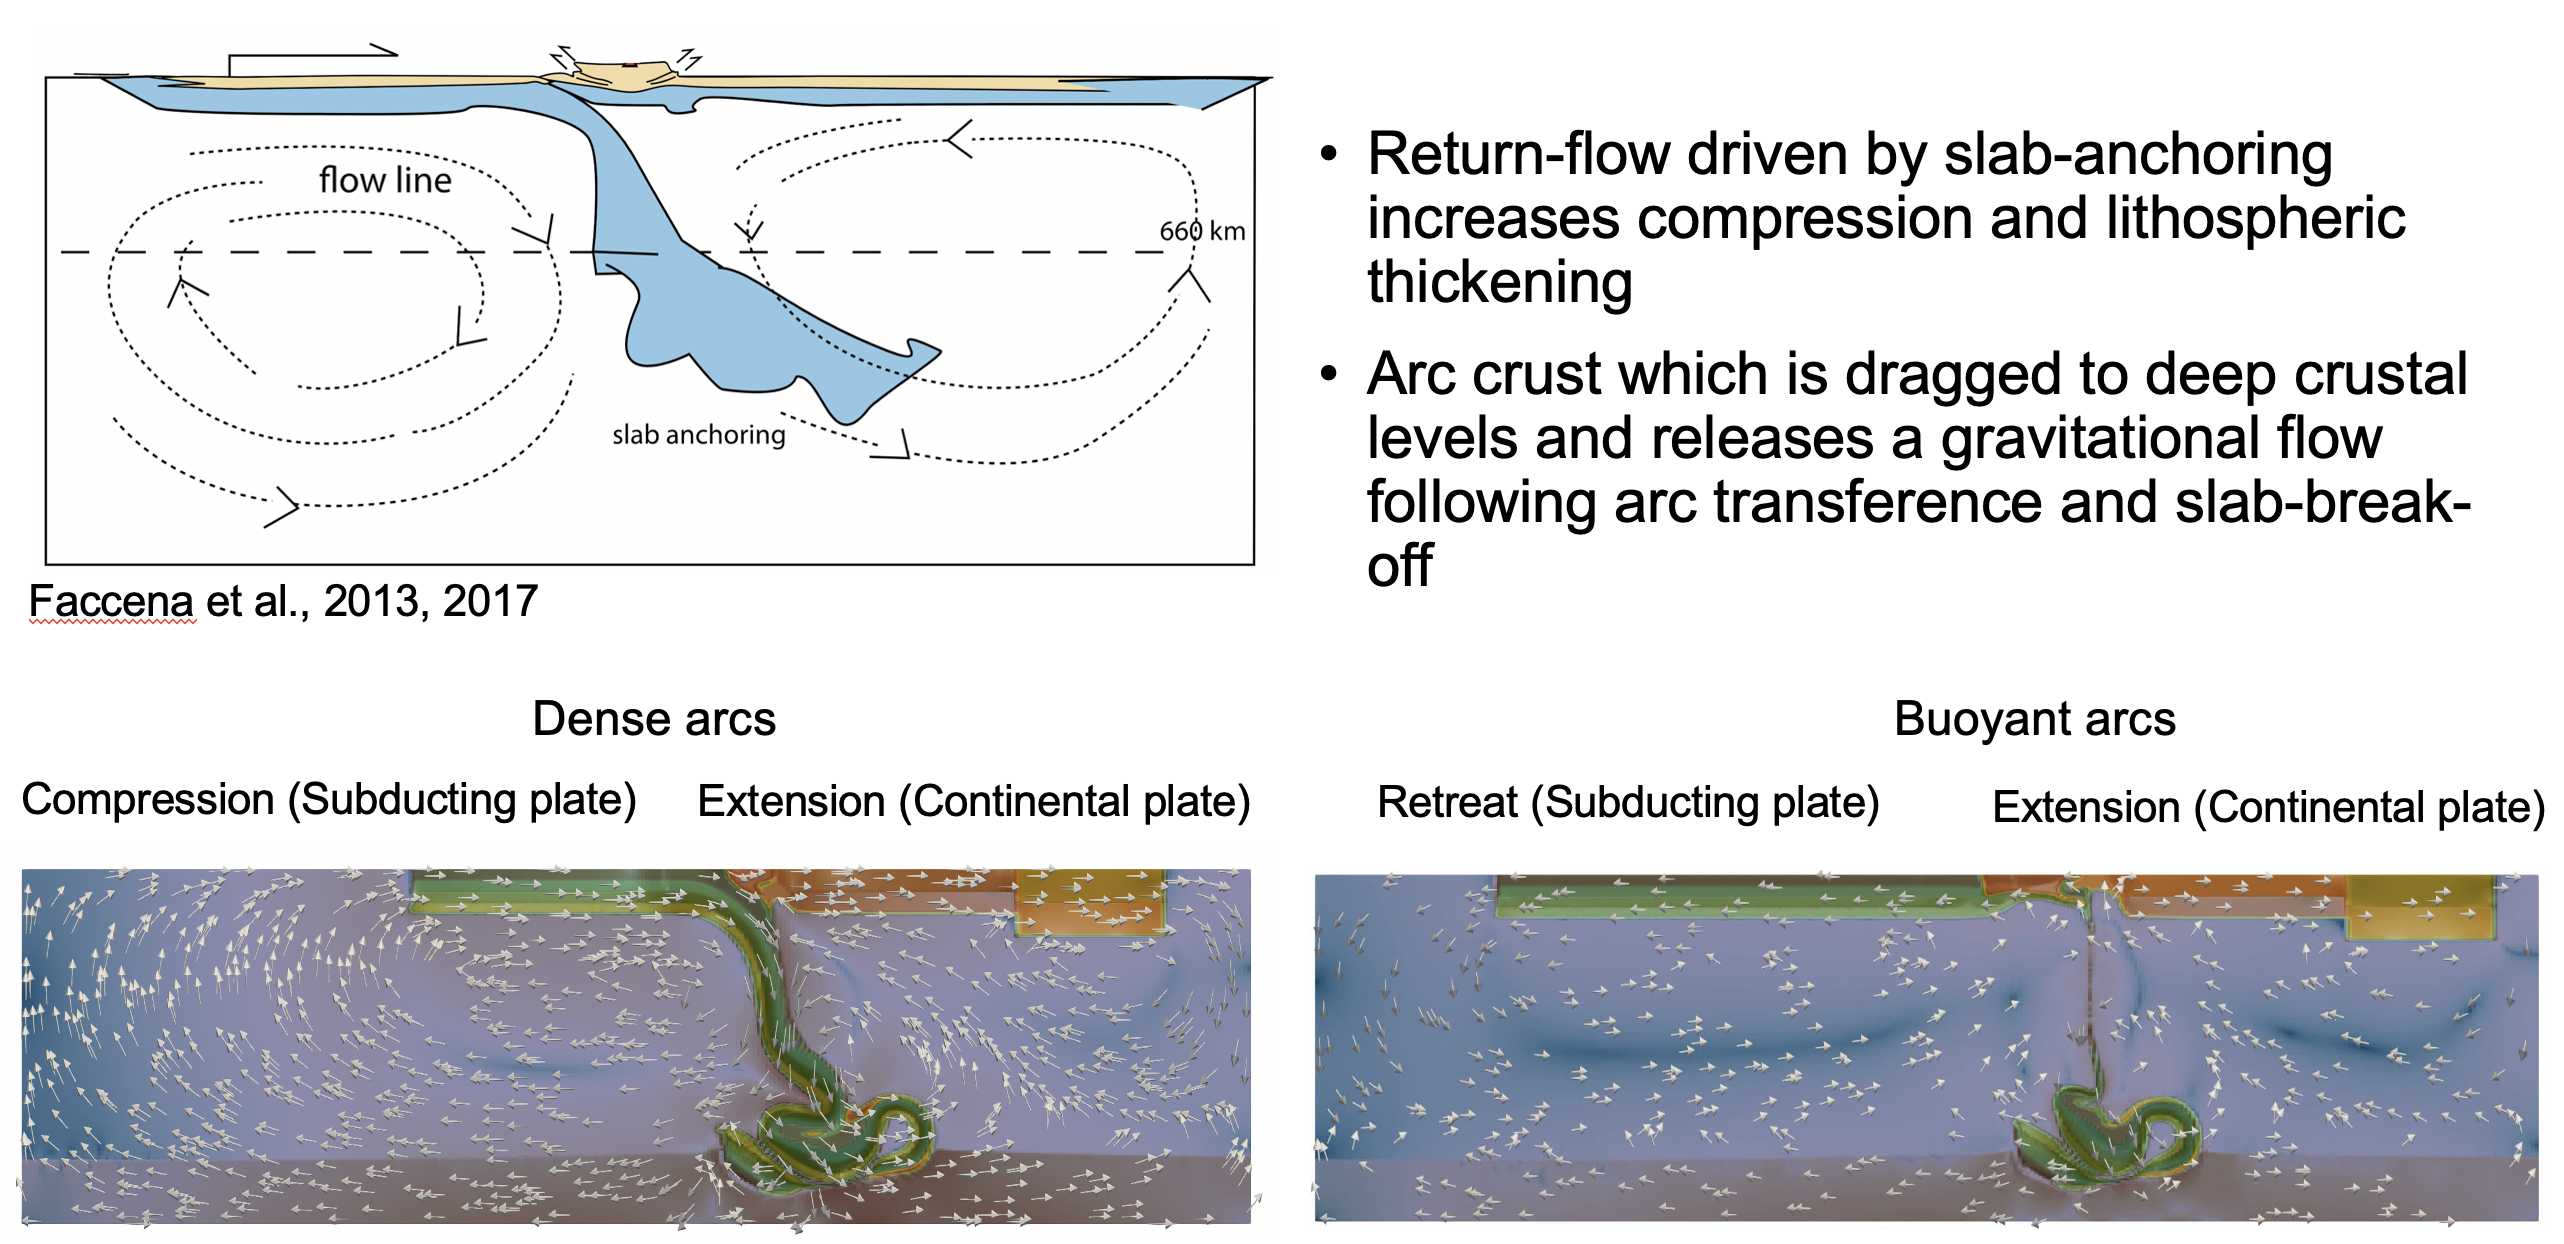 flow line
660 km
slab anchoring
Faccena et al., 2013, 2017
• Return-flow driven by slab-anchoring
increases compression and lithospheric
thickening
• Arc crust which is dragged to deep crustal
levels and releases a gravitational flow
following arc transference and slab-break-
off
Dense arcs
Buoyant arcs
Compression (Subducting plate)
Extension (Continental plate)
Retreat (Subducting plate)
Extension (Continental plate)